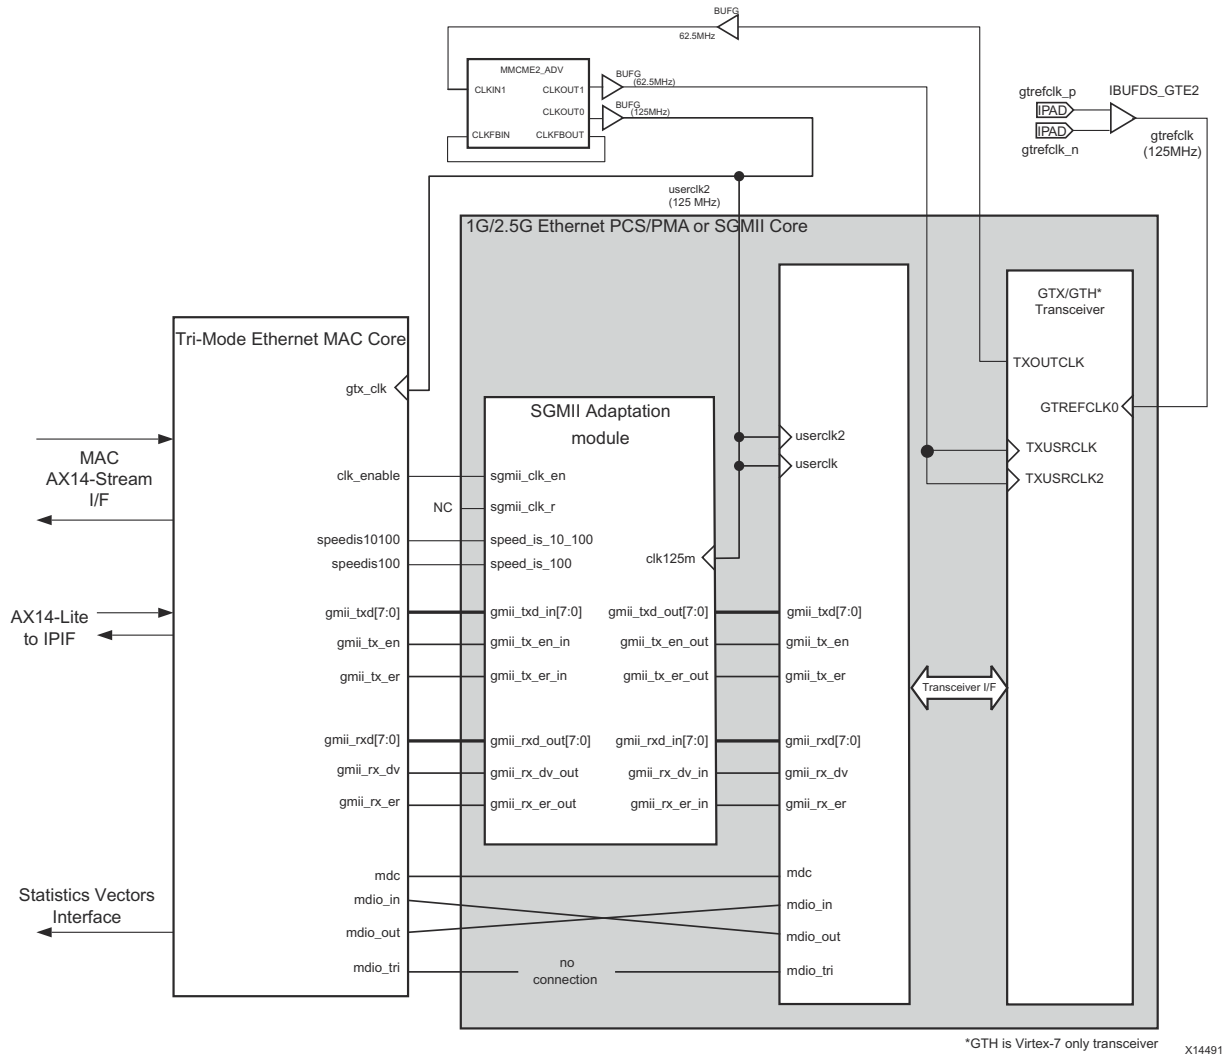 BUFG
62.5MHz
MMCME2_ADV
CLKIN1
CLKOUT1
CLKOUT0
CLKFBIN
CLKFBOUT
BUFG
(62.5MHz)
BUFG
(125MHz)
gtrefclk_p
IBUFDS_GTE2
IPAD
IPAD
gtrefclk_n
gtrefclk
(125MHz)
userclk2
(125 MHz)
1G/2.5G Ethernet PCS/PMA or SGMII Core
GTX/GTH*
Transceiver
TXOUTCLK
GTREFCLK0
TXUSRCLK
TXUSRCLK2
Tri-Mode Ethernet MAC Core
gtx_clk
clk_enable
NC
speedis10100
speedis100
gmii_txd[7:0]
gmii_tx_en
gmii_tx_er
gmii_rxd[7:0]
gmii_rx_dv
gmii_rx_er
mdc
mdio_in
mdio_out
mdio_tri
MAC
AX14-Stream
I/F
AX14-Lite
to IPIF
Statistics Vectors
Interface
SGMII Adaptation
module
sgmii_clk_en
sgmii_clk_r
speed_is_10_100
speed_is_100
clk125m
gmii_txd_in[7:0]
gmii_txd_out[7:0]
gmii_tx_en_in
gmii_tx_en_out
gmii_tx_er_in
gmii_tx_er_out
gmii_rxd_out[7:0]
gmii_rxd_in[7:0]
gmii_rx_dv_out
gmii_rx_dv_in
gmii_rx_er_out
gmii_rx_er_in
userclk2
userclk
gmii_txd[7:0]
gmii_tx_en
gmii_tx_er
gmii_rxd[7:0]
gmii_rx_dv
gmii_rx_er
mdc
mdio_in
mdio_out
mdio_tri
no
connection
Transceiver I/F
*GTH is Virtex-7 only transceiver
X14491